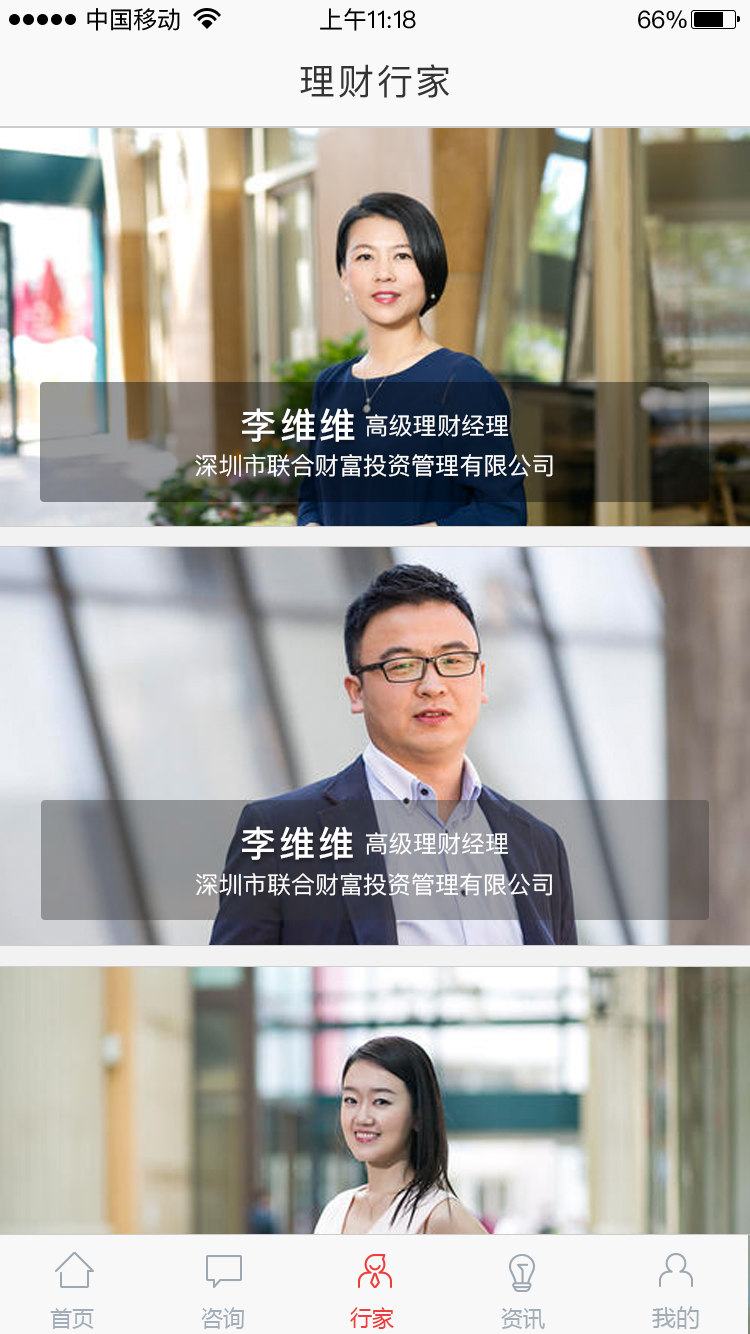 中国移动 上午11:18 66%
理财行家
李维维 高级理财经理
深圳市联合财富投资管理有限公司
李维维 高级理财经理
深圳市联合财富投资管理有限公司
首页 咨询 行家 资讯 我的